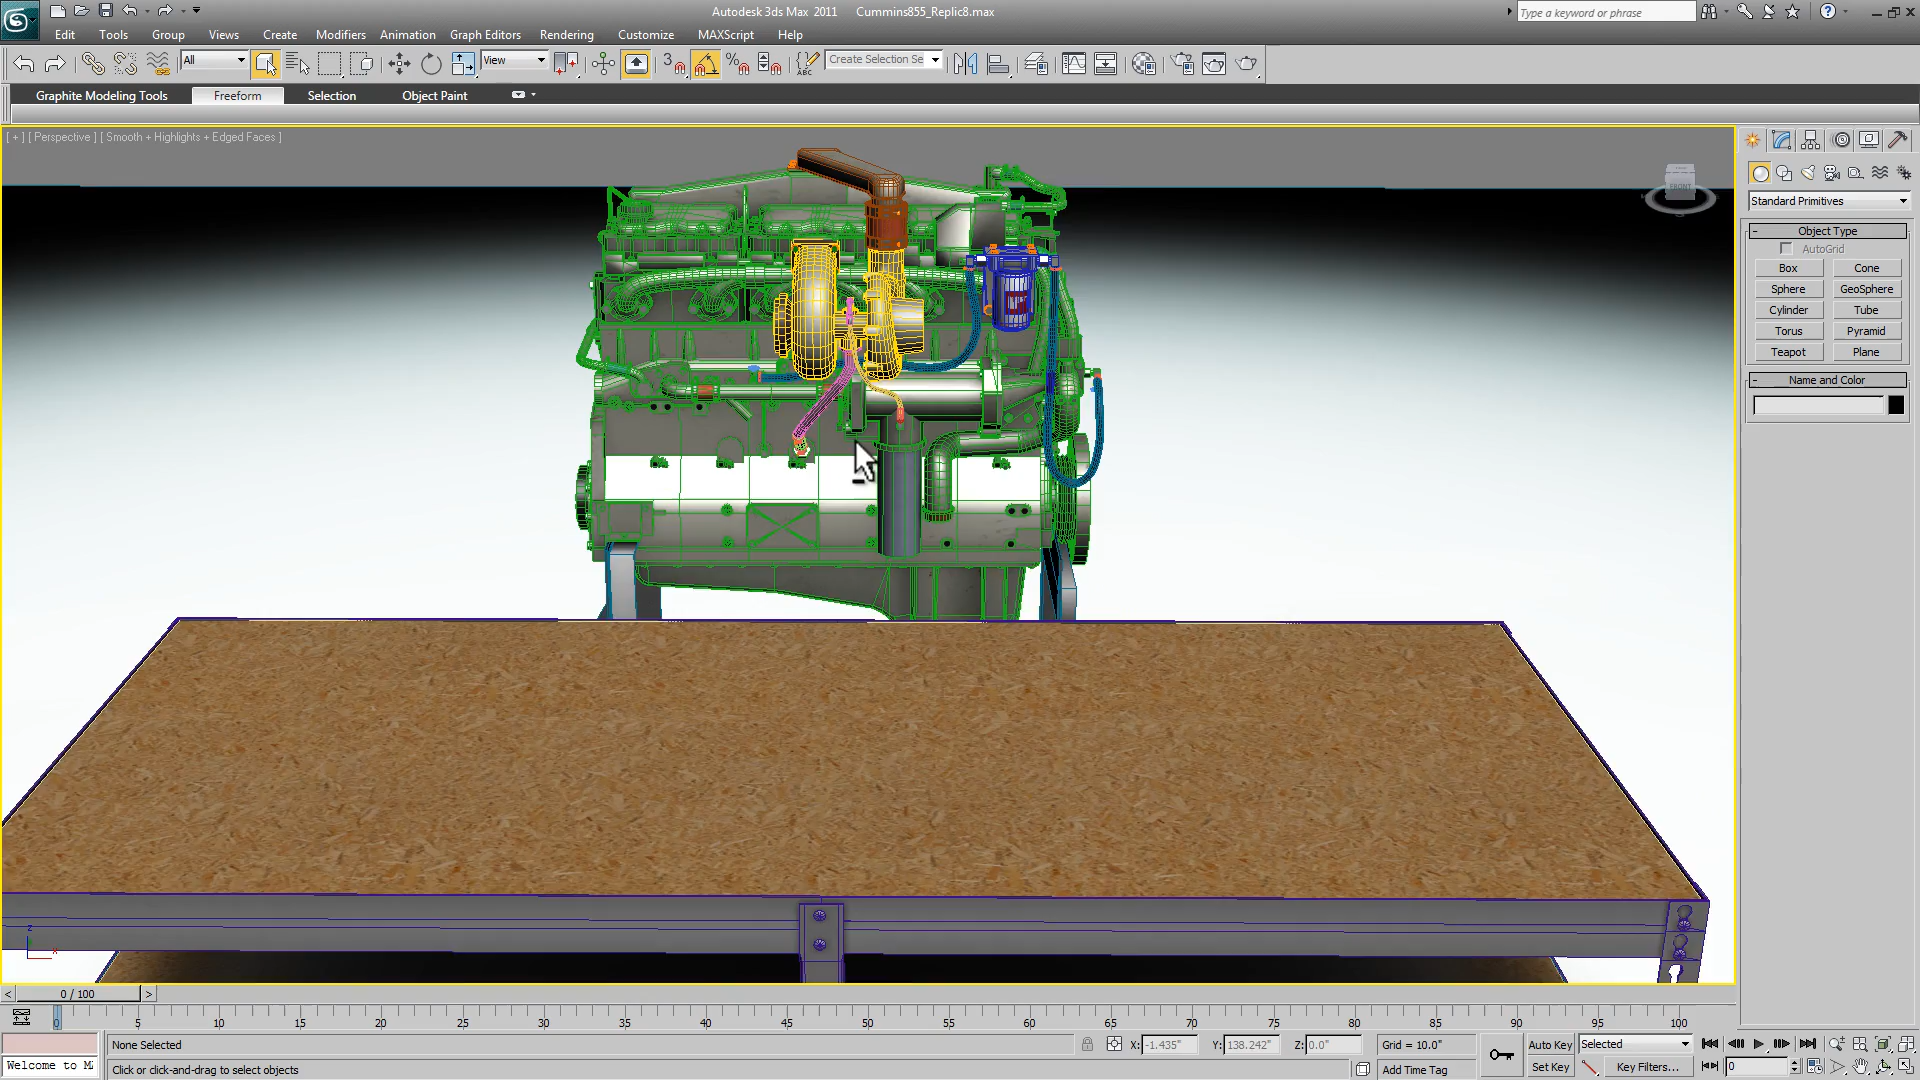 Autodesk 3ds Max 2011 Cummins855_Replic8.max
Type a keyword or phrase
Edit Tools Group Views Create Modifiers Animation Graph Editors Rendering Customize MAXScript Help
All
View
3
%
ABC
Create Selection Se
Graphite Modeling Tools Freeform Selection Object Paint
[ + ] [ Perspective ] [ Smooth + Highlights + Edged Faces ]
FRONT
Standard Primitives
- Object Type
AutoGrid
Box Cone
Sphere GeoSphere
Cylinder Tube
Torus Pyramid
Teapot Plane
- Name and Color
z
x
< 0 / 100 >
0 5 10 15 20 25 30 35 40 45 50 55 60 65 70 75 80 85 90 95 100
None Selected X: -1.435" Y: 138.242" Z: 0.0" Grid = 10.0" Auto Key Selected
Welcome to MA Click or click-and-drag to select objects Add Time Tag Set Key Key Filters... 0